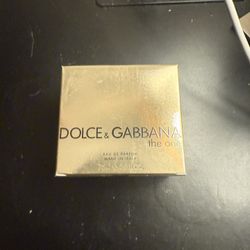 DOLCE & GABBANA
the one
EAU DE PARFUM
MADE IN ITALY